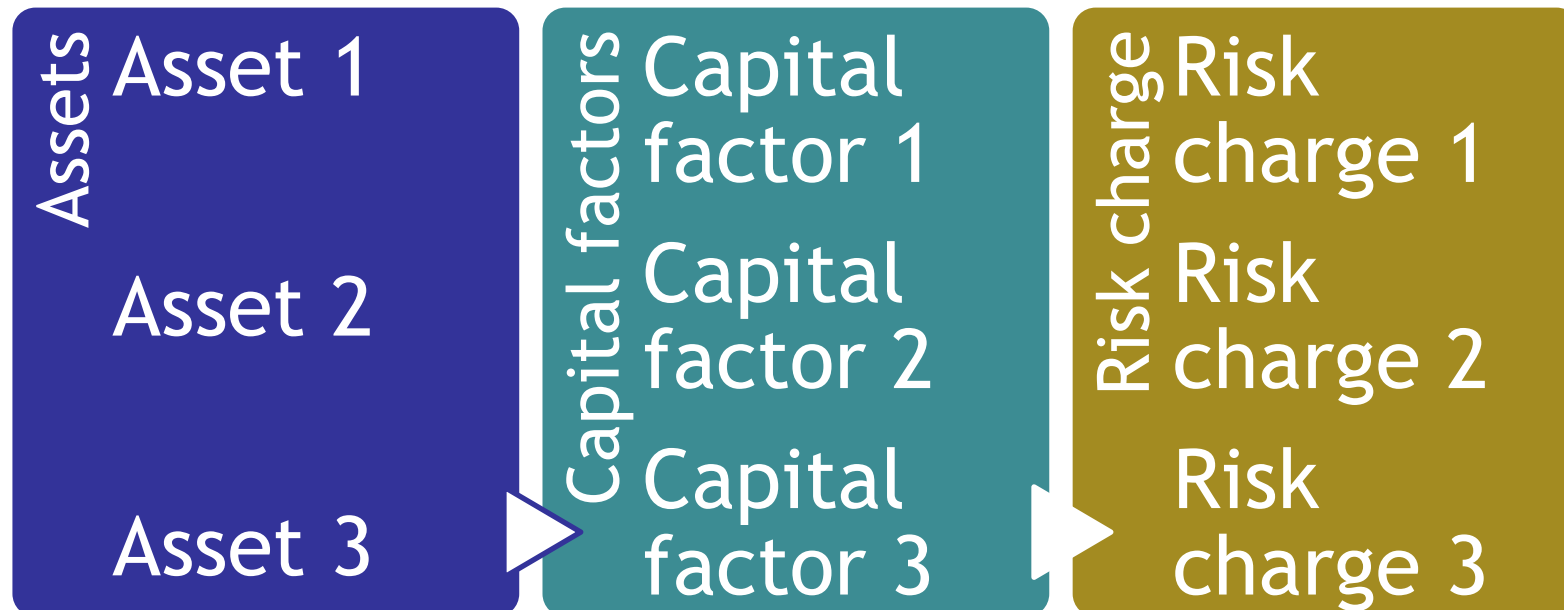 Assets
Asset 1
Asset 2
Asset 3
Capital factors
Capital
factor 1
Capital
factor 2
Capital
factor 3
Risk charge
Risk
charge 1
Risk
charge 2
Risk
charge 3